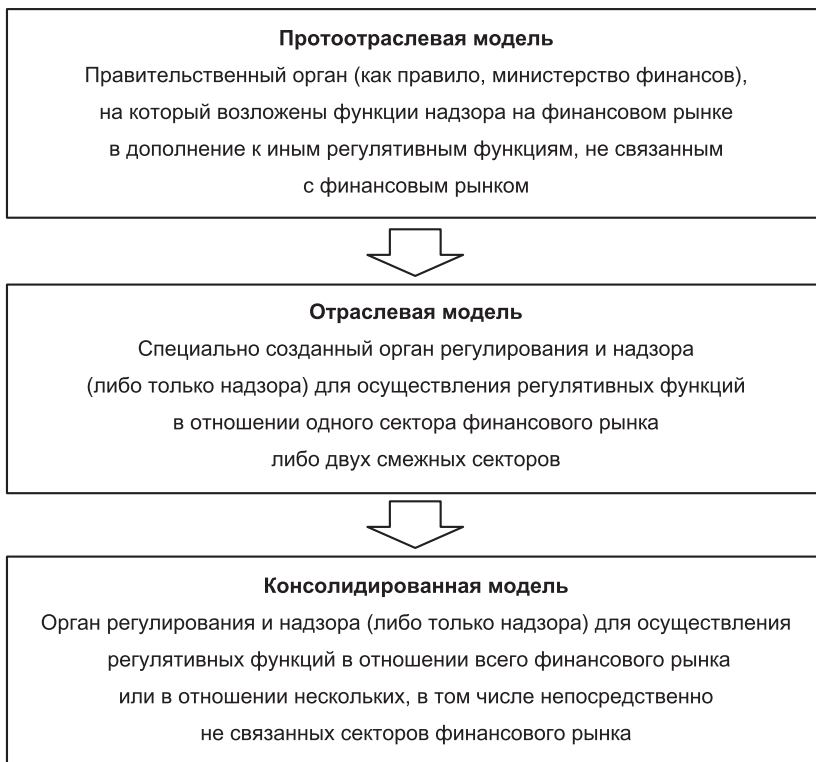 Протоотраслевая модель
Правительственный орган (как правило, министерство финансов),
на который возложены функции надзора на финансовом рынке
в дополнение к иным регулятивным функциям, не связанным
с финансовым рынком
Отраслевая модель
Специально созданный орган регулирования и надзора
(либо только надзора) для осуществления регулятивных функций
в отношении одного сектора финансового рынка
либо двух смежных секторов
Консолидированная модель
Орган регулирования и надзора (либо только надзора) для осуществления
регулятивных функций в отношении всего финансового рынка
или в отношении нескольких, в том числе непосредственно
не связанных секторов финансового рынка